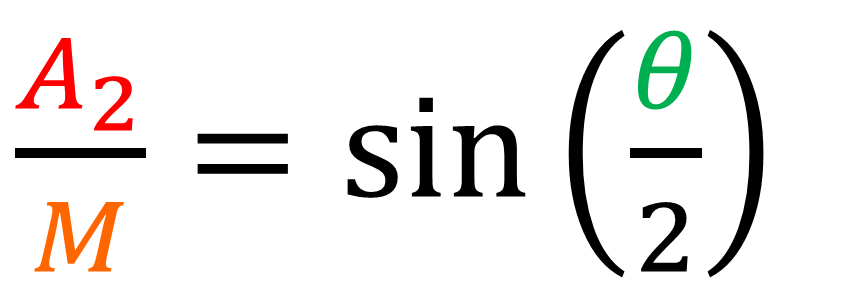 A₂/M = sin(θ/2)